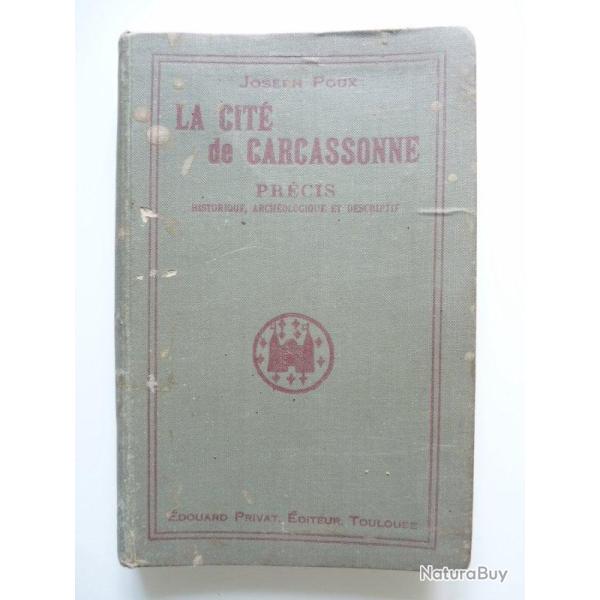 Joseph Poux
LA CITÉ
de CARCASSONNE
PRÉCIS
HISTORIQUE, ARCHÉOLOGIQUE ET DESCRIPTIF
Édouard Privat, Éditeur, Toulouse
NaturaBuy